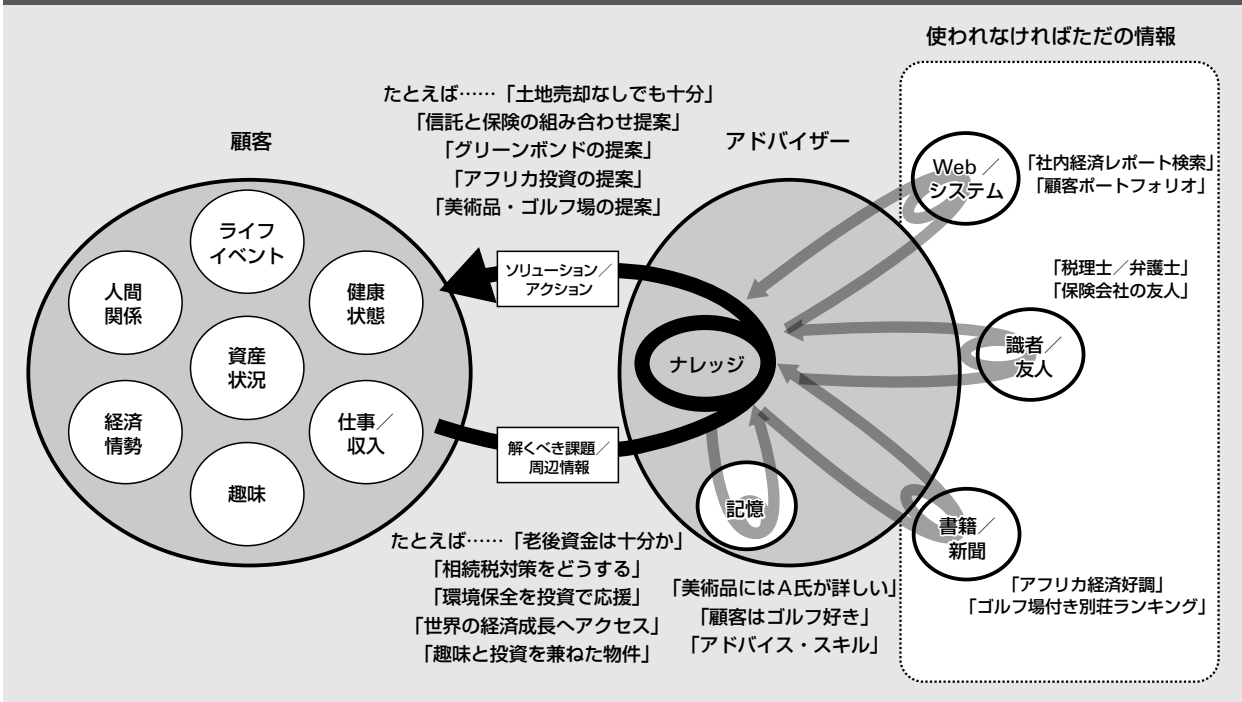 使われなければただの情報
たとえば……「土地売却なしでも十分」
「信託と保険の組み合わせ提案」
「グリーンボンドの提案」
「アフリカ投資の提案」
「美術品・ゴルフ場の提案」
顧客
アドバイザー
ライフ
イベント
人間
関係
健康
状態
資産
状況
経済
情勢
仕事／
収入
趣味
ソリューション／
アクション
解くべき課題／
周辺情報
ナレッジ
記憶
Web／
システム
「社内経済レポート検索」
「顧客ポートフォリオ」
「税理士／弁護士」
「保険会社の友人」
識者／
友人
書籍／
新聞
「アフリカ経済好調」
「ゴルフ場付き別荘ランキング」
たとえば……「老後資金は十分か」
「相続税対策をどうする」
「環境保全を投資で応援」
「世界の経済成長へアクセス」
「趣味と投資を兼ねた物件」
「美術品にはA氏が詳しい」
「顧客はゴルフ好き」
「アドバイス・スキル」